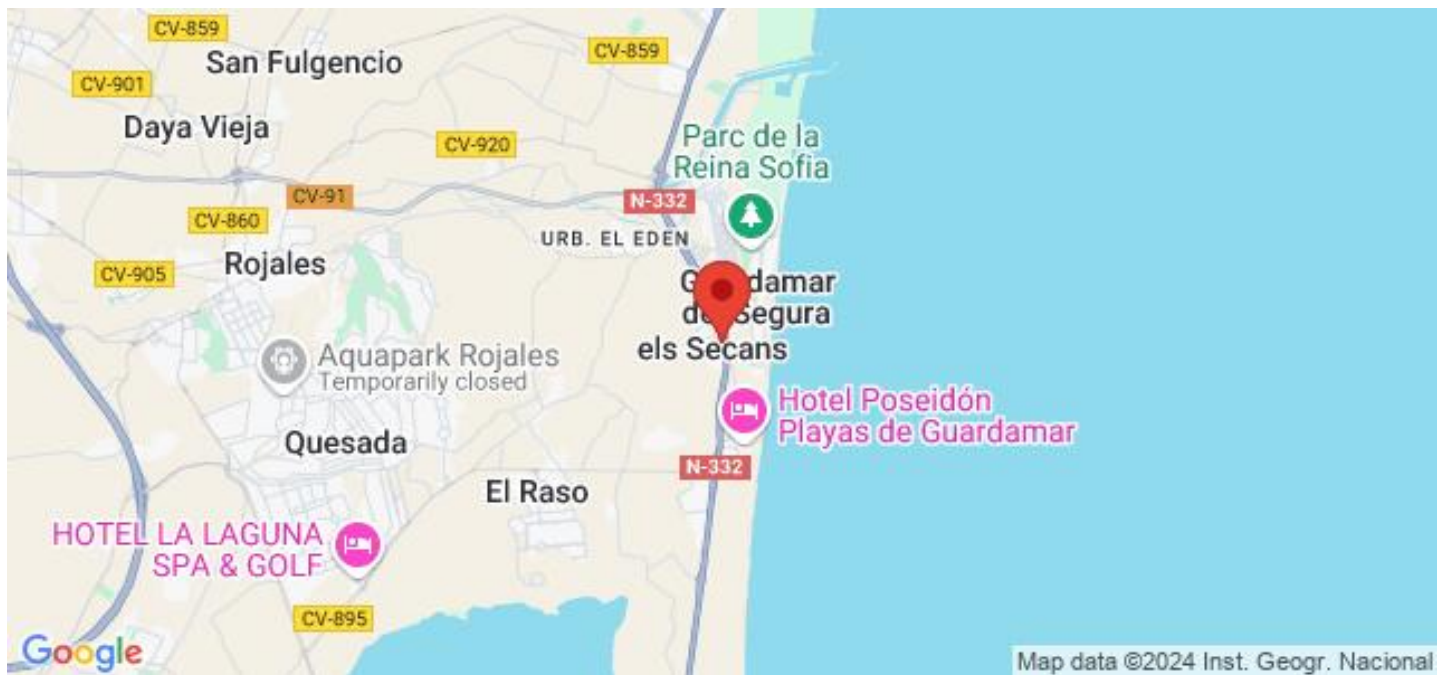 CV-859
San Fulgencio
CV-859
CV-901
Daya Vieja
CV-920
Parc de la
Reina Sofia
CV-91
N-332
CV-860
URB. EL EDEN
Rojales
CV-905
G damar
de Segura
els Secans
Aquapark Rojales
Temporarily closed
Hotel Poseidón
Playas de Guardamar
Quesada
N-332
El Raso
HOTEL LA LAGUNA
SPA & GOLF
CV-895
Google
Map data ©2024 Inst. Geogr. Nacional